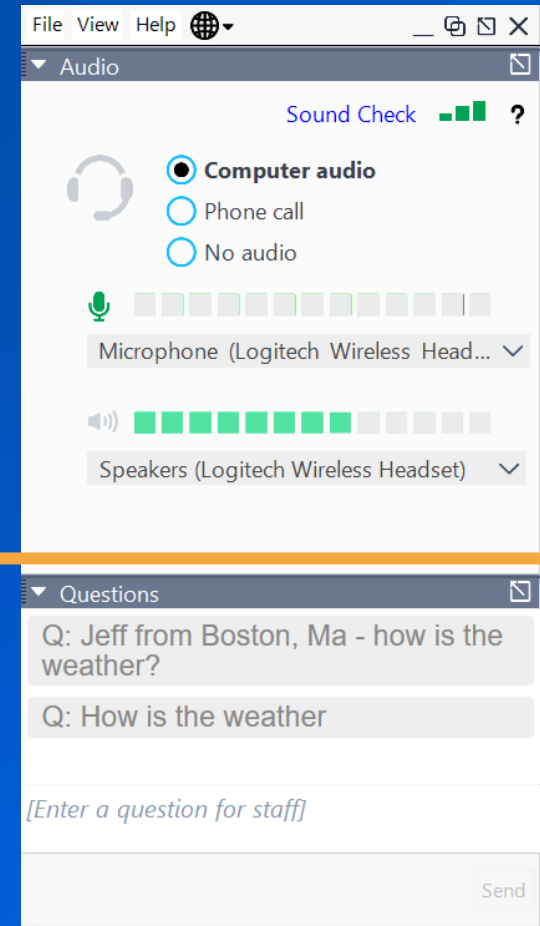 File View Help
Audio
Sound Check ?
Computer audio
Phone call
No audio
Microphone (Logitech Wireless Head...
Speakers (Logitech Wireless Headset)
Questions
Q: Jeff from Boston, Ma - how is the
weather?
Q: How is the weather
[Enter a question for staff]
Send